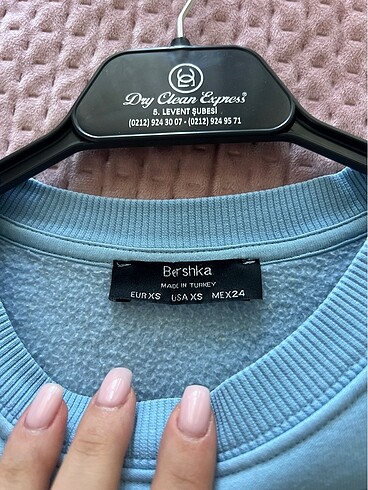 Dry Clean Express®
8. LEVENT ŞUBESİ
(0212) 924 30 07 - (0212) 924 95 71
Bershka
MADE IN TURKEY
EUR XS USA XS MEX 24